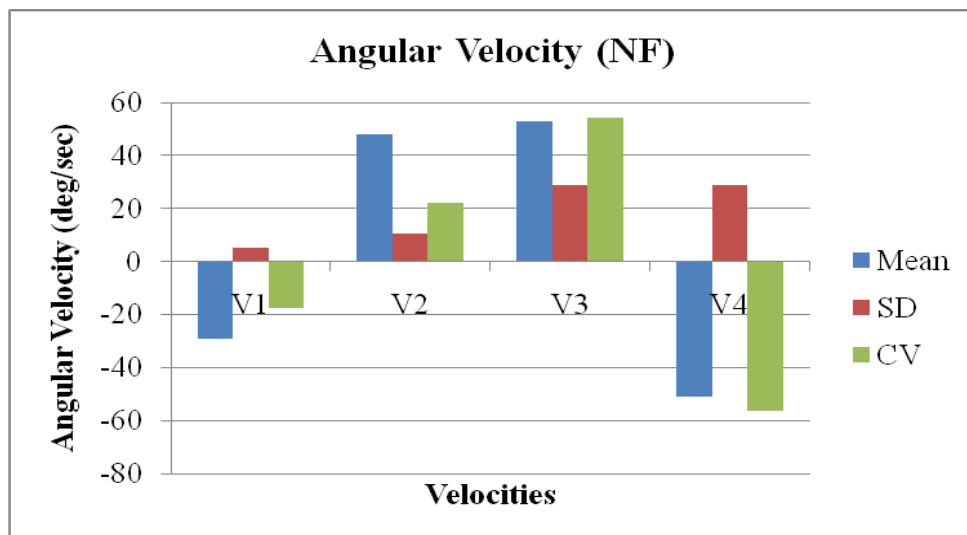 Angular Velocity (NF)
Angular Velocity (deg/sec)
60
40
20
0
-20
-40
-60
-80
V1 V2 V3 V4
Velocities
Mean
SD
CV